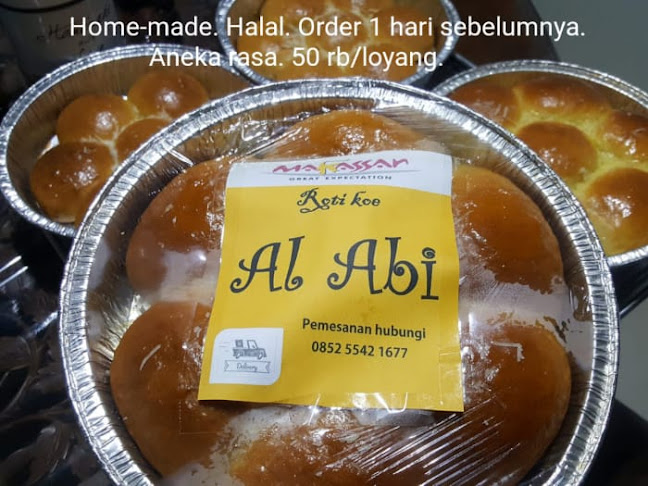 Home-made. Halal. Order 1 hari sebelumnya.
Aneka rasa. 50 rb/loyang.
MAKASSAR
GREAT EXPECTATION
Roti koe
Al Abi
Pemesanan hubungi
0852 5542 1677
Delivery